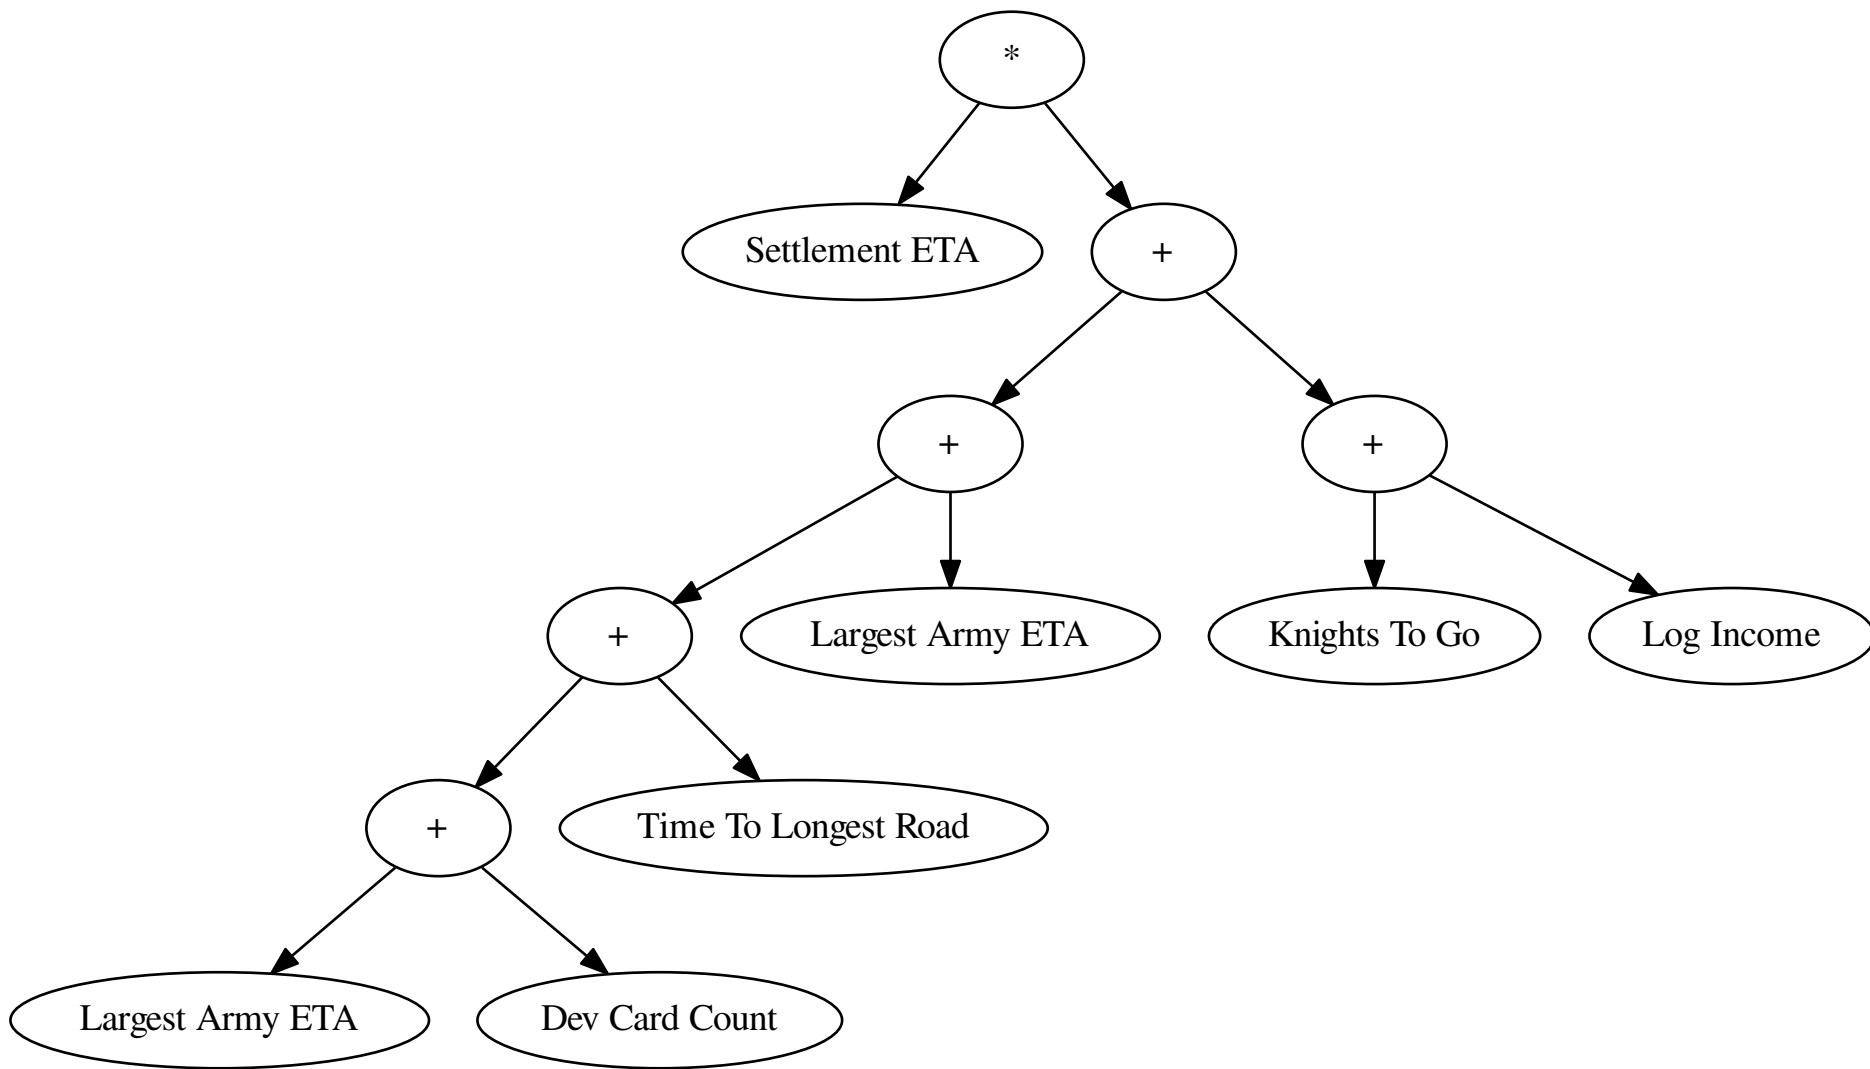 *
Settlement ETA
+
+
+
+
Largest Army ETA
Knights To Go
Log Income
+
Time To Longest Road
Largest Army ETA
Dev Card Count